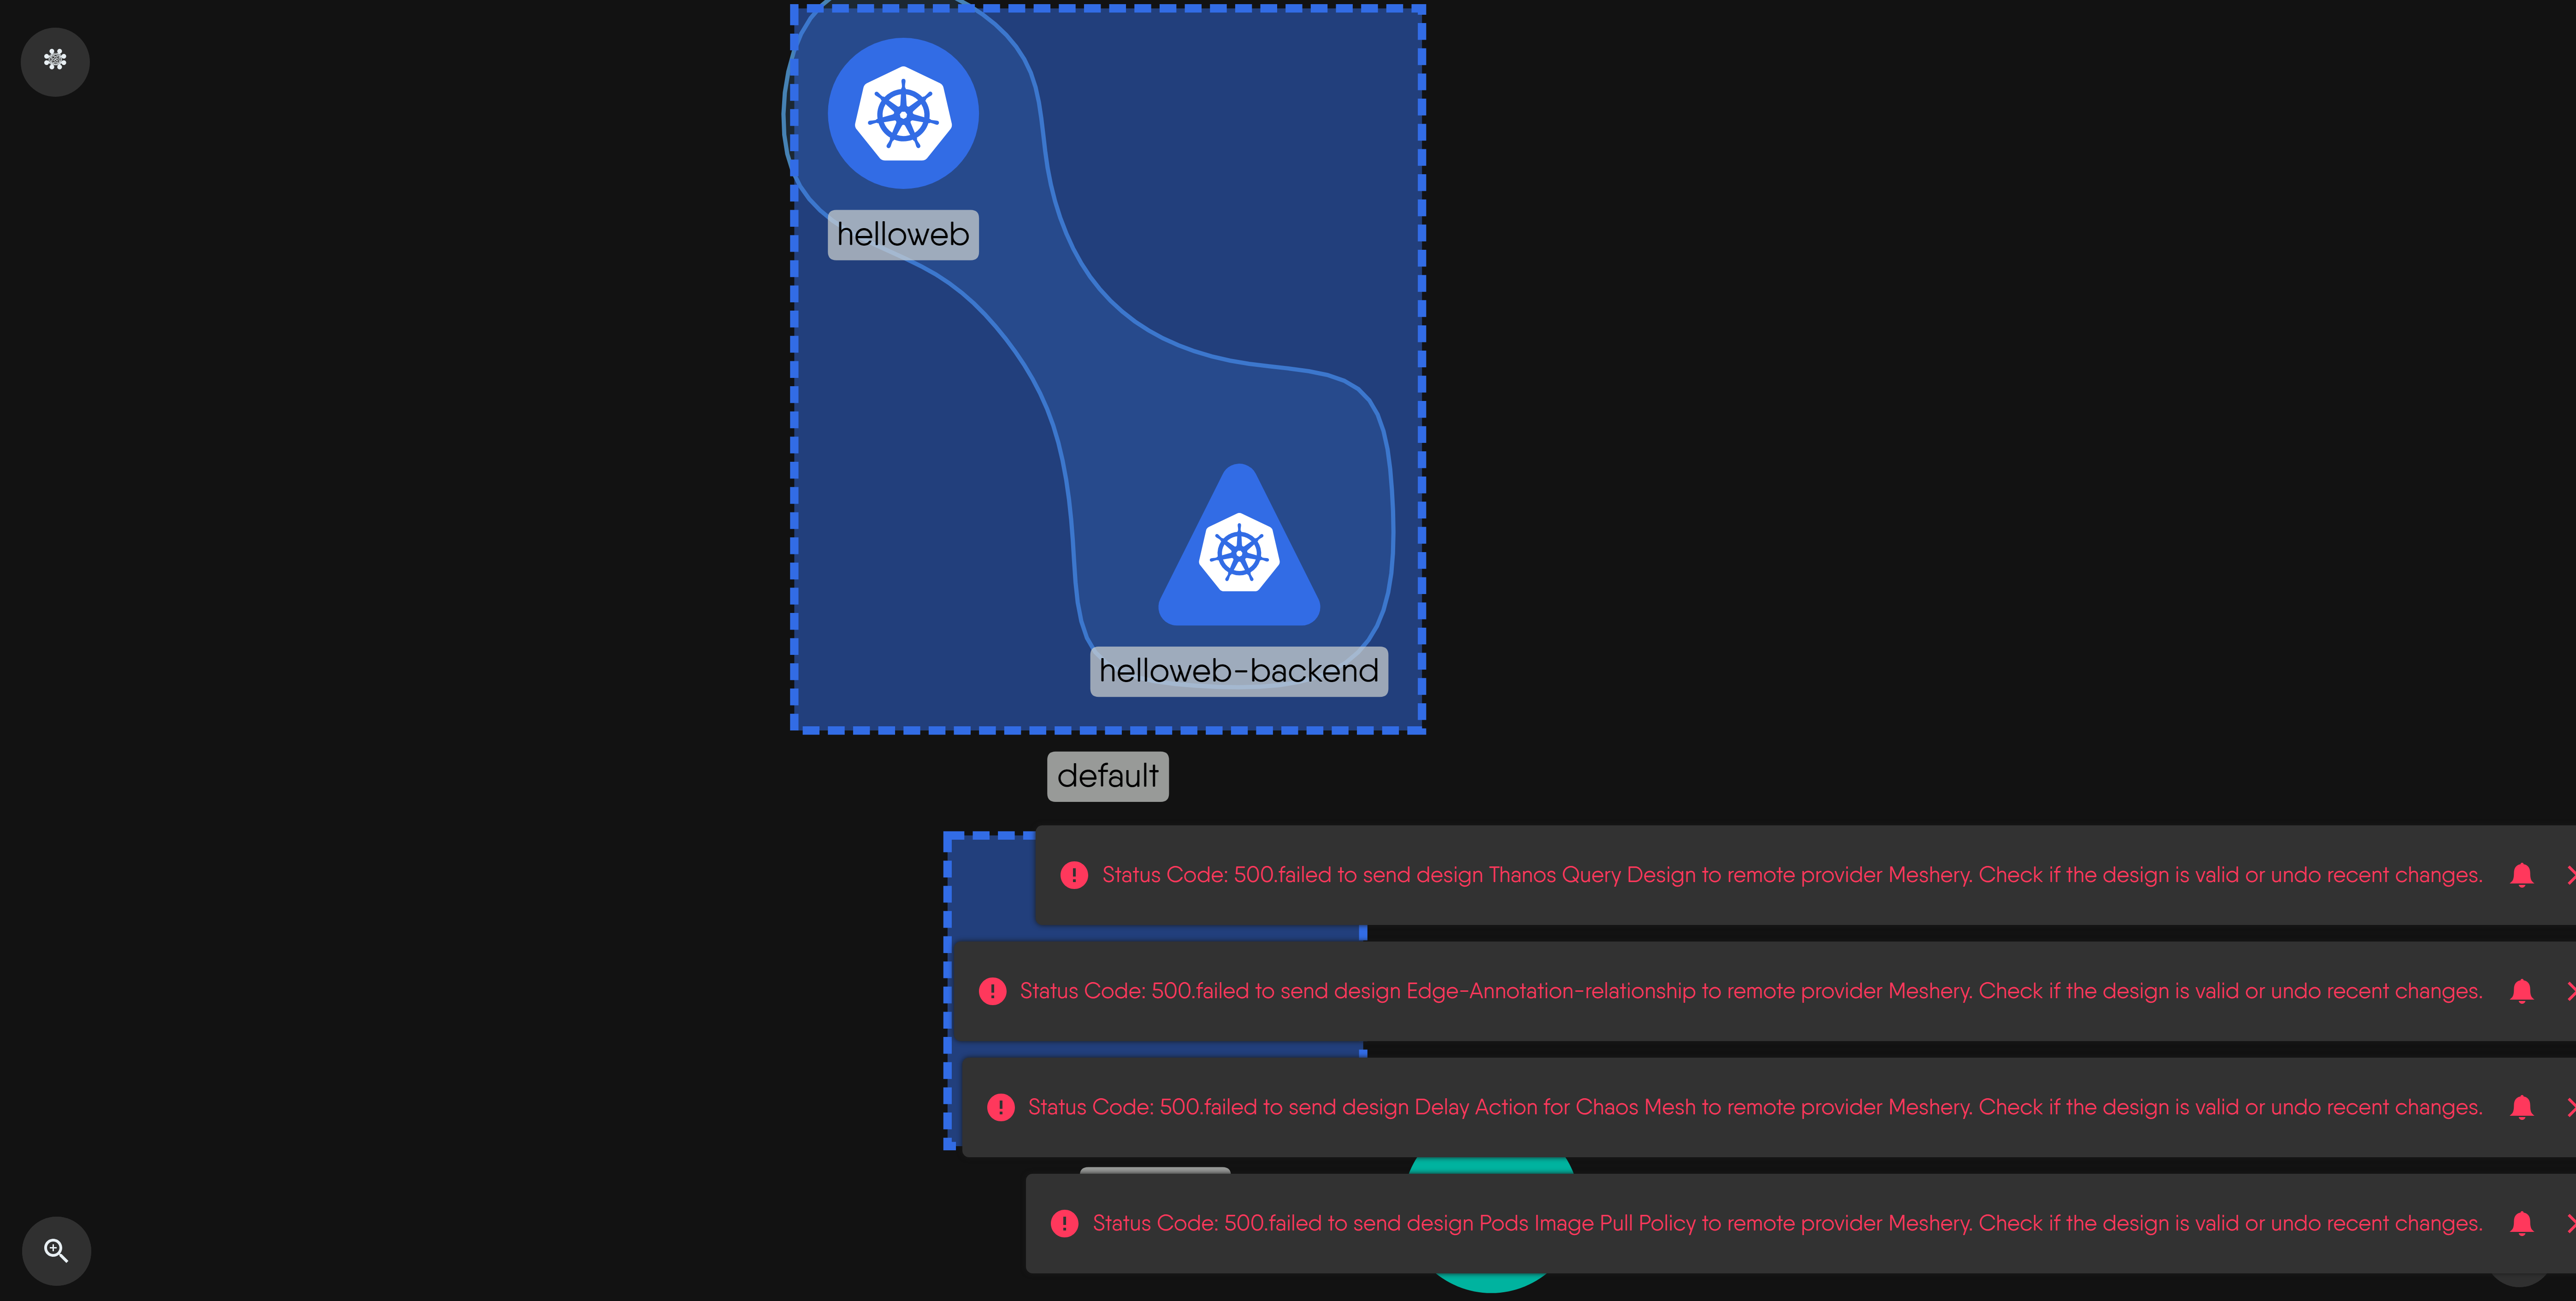 helloweb
helloweb-backend
default
Status Code: 500.failed to send design Thanos Query Design to remote provider Meshery. Check if the design is valid or undo recent changes.
Status Code: 500.failed to send design Edge-Annotation-relationship to remote provider Meshery. Check if the design is valid or undo recent changes.
Status Code: 500.failed to send design Delay Action for Chaos Mesh to remote provider Meshery. Check if the design is valid or undo recent changes.
Status Code: 500.failed to send design Pods Image Pull Policy to remote provider Meshery. Check if the design is valid or undo recent changes.